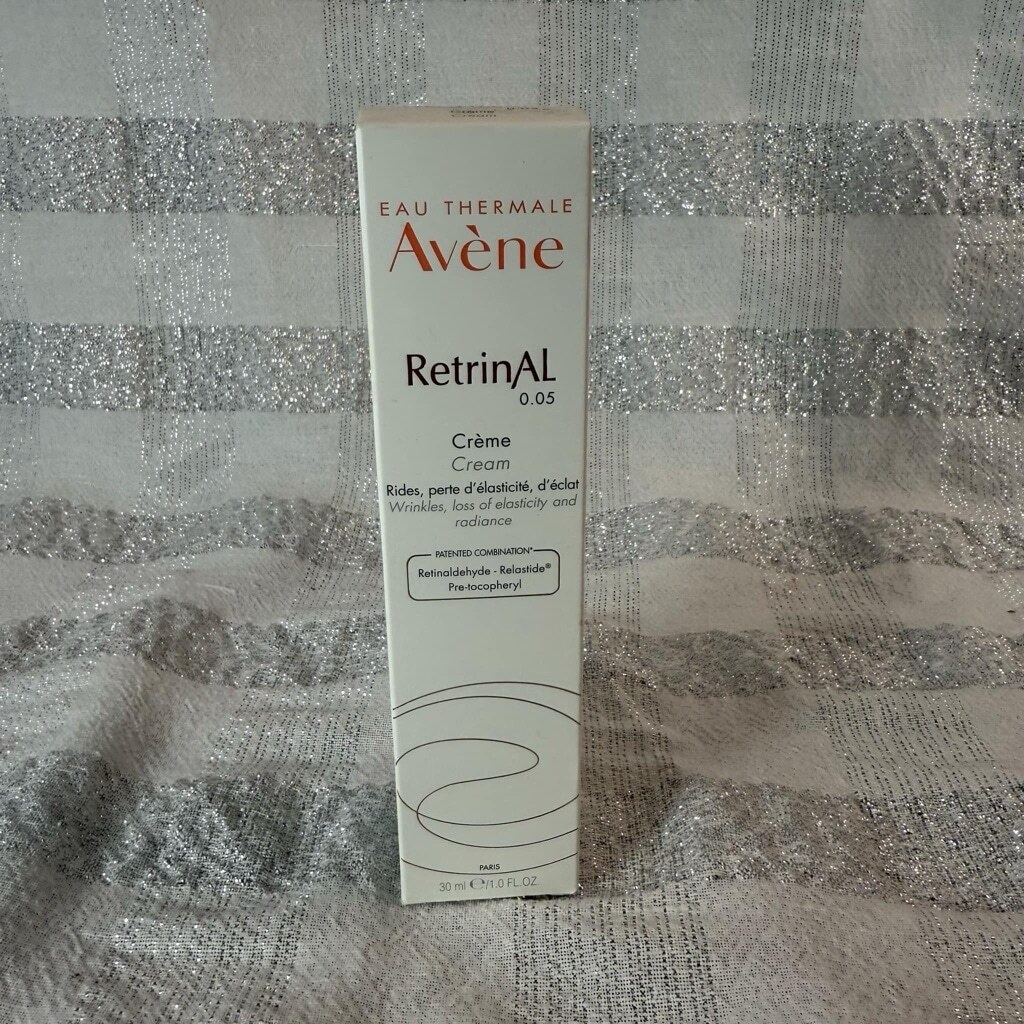 Cream
EAU THERMALE
Avène
RetrinAL
0.05
Crème
Cream
Rides, perte d'élasticité, d'éclat
Wrinkles, loss of elasticity and
radiance
PATENTED COMBINATION*
Retinaldehyde - Relastide®
Pre-tocopheryl
PARIS
30 ml ℮/1.0 FL.OZ.